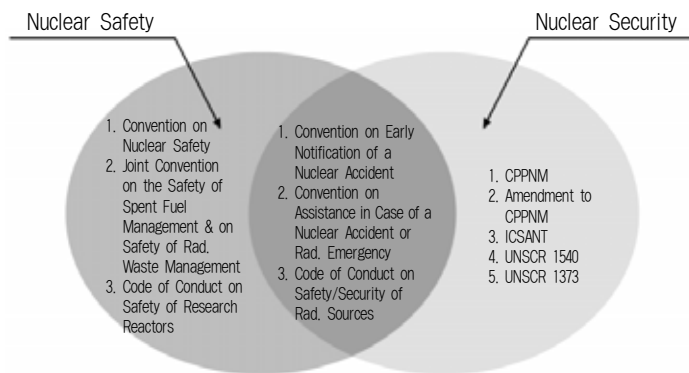 Nuclear Safety
Nuclear Security
1. Convention on
Nuclear Safety
2. Joint Convention
on the Safety of
Spent Fuel
Management & on
Safety of Rad.
Waste Management
3. Code of Conduct on
Safety of Research
Reactors
1. Convention on Early
Notification of a
Nuclear Accident
2. Convention on
Assistance in Case of a
Nuclear Accident or
Rad. Emergency
3. Code of Conduct on
Safety/Security of
Rad. Sources
1. CPPNM
2. Amendment to
CPPNM
3. ICSANT
4. UNSCR 1540
5. UNSCR 1373